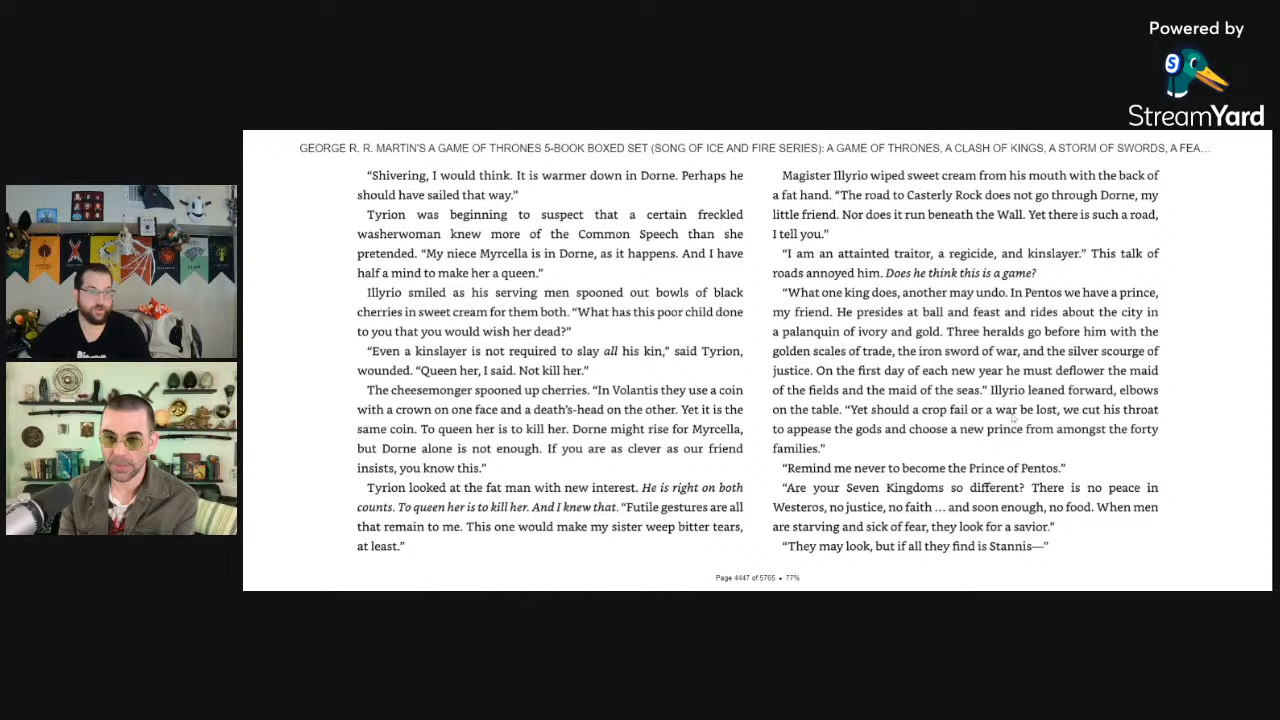 Powered by
StreamYard
GEORGE R. R. MARTIN'S A GAME OF THRONES 5-BOOK BOXED SET (SONG OF ICE AND FIRE SERIES): A GAME OF THRONES, A CLASH OF KINGS, A STORM OF SWORDS, A FEA…
“Shivering, I would think. It is warmer down in Dorne. Perhaps he
should have sailed that way.”
Tyrion was beginning to suspect that a certain freckled
washerwoman knew more of the Common Speech than she
pretended. “My niece Myrcella is in Dorne, as it happens. And I have
half a mind to make her a queen.”
Illyrio smiled as his serving men spooned out bowls of black
cherries in sweet cream for them both. “What has this poor child done
to you that you would wish her dead?”
“Even a kinslayer is not required to slay all his kin,” said Tyrion,
wounded. “Queen her, I said. Not kill her.”
The cheesemonger spooned up cherries. “In Volantis they use a coin
with a crown on one face and a death’s-head on the other. Yet it is the
same coin. To queen her is to kill her. Dorne might rise for Myrcella,
but Dorne alone is not enough. If you are as clever as our friend
insists, you know this.”
Tyrion looked at the fat man with new interest. He is right on both
counts. To queen her is to kill her. And I knew that. “Futile gestures are all
that remain to me. This one would make my sister weep bitter tears,
at least.”
Magister Illyrio wiped sweet cream from his mouth with the back of
a fat hand. “The road to Casterly Rock does not go through Dorne, my
little friend. Nor does it run beneath the Wall. Yet there is such a road,
I tell you.”
“I am an attainted traitor, a regicide, and kinslayer.” This talk of
roads annoyed him. Does he think this is a game?
“What one king does, another may undo. In Pentos we have a prince,
my friend. He presides at ball and feast and rides about the city in
a palanquin of ivory and gold. Three heralds go before him with the
golden scales of trade, the iron sword of war, and the silver scourge of
justice. On the first day of each new year he must deflower the maid
of the fields and the maid of the seas.” Illyrio leaned forward, elbows
on the table. “Yet should a crop fail or a war be lost, we cut his throat
to appease the gods and choose a new prince from amongst the forty
families.”
“Remind me never to become the Prince of Pentos.”
“Are your Seven Kingdoms so different? There is no peace in
Westeros, no justice, no faith … and soon enough, no food. When men
are starving and sick of fear, they look for a savior.”
“They may look, but if all they find is Stannis—”
Page 4447 of 5765 • 77%